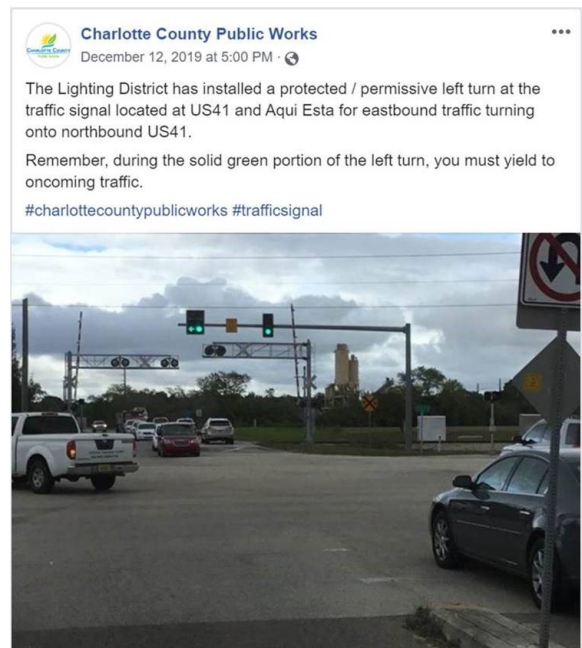 Charlotte County Public Works
December 12, 2019 at 5:00 PM
The Lighting District has installed a protected / permissive left turn at the
traffic signal located at US41 and Aqui Esta for eastbound traffic turning
onto northbound US41.
Remember, during the solid green portion of the left turn, you must yield to
oncoming traffic.
#charlottecountypublicworks #trafficsignal